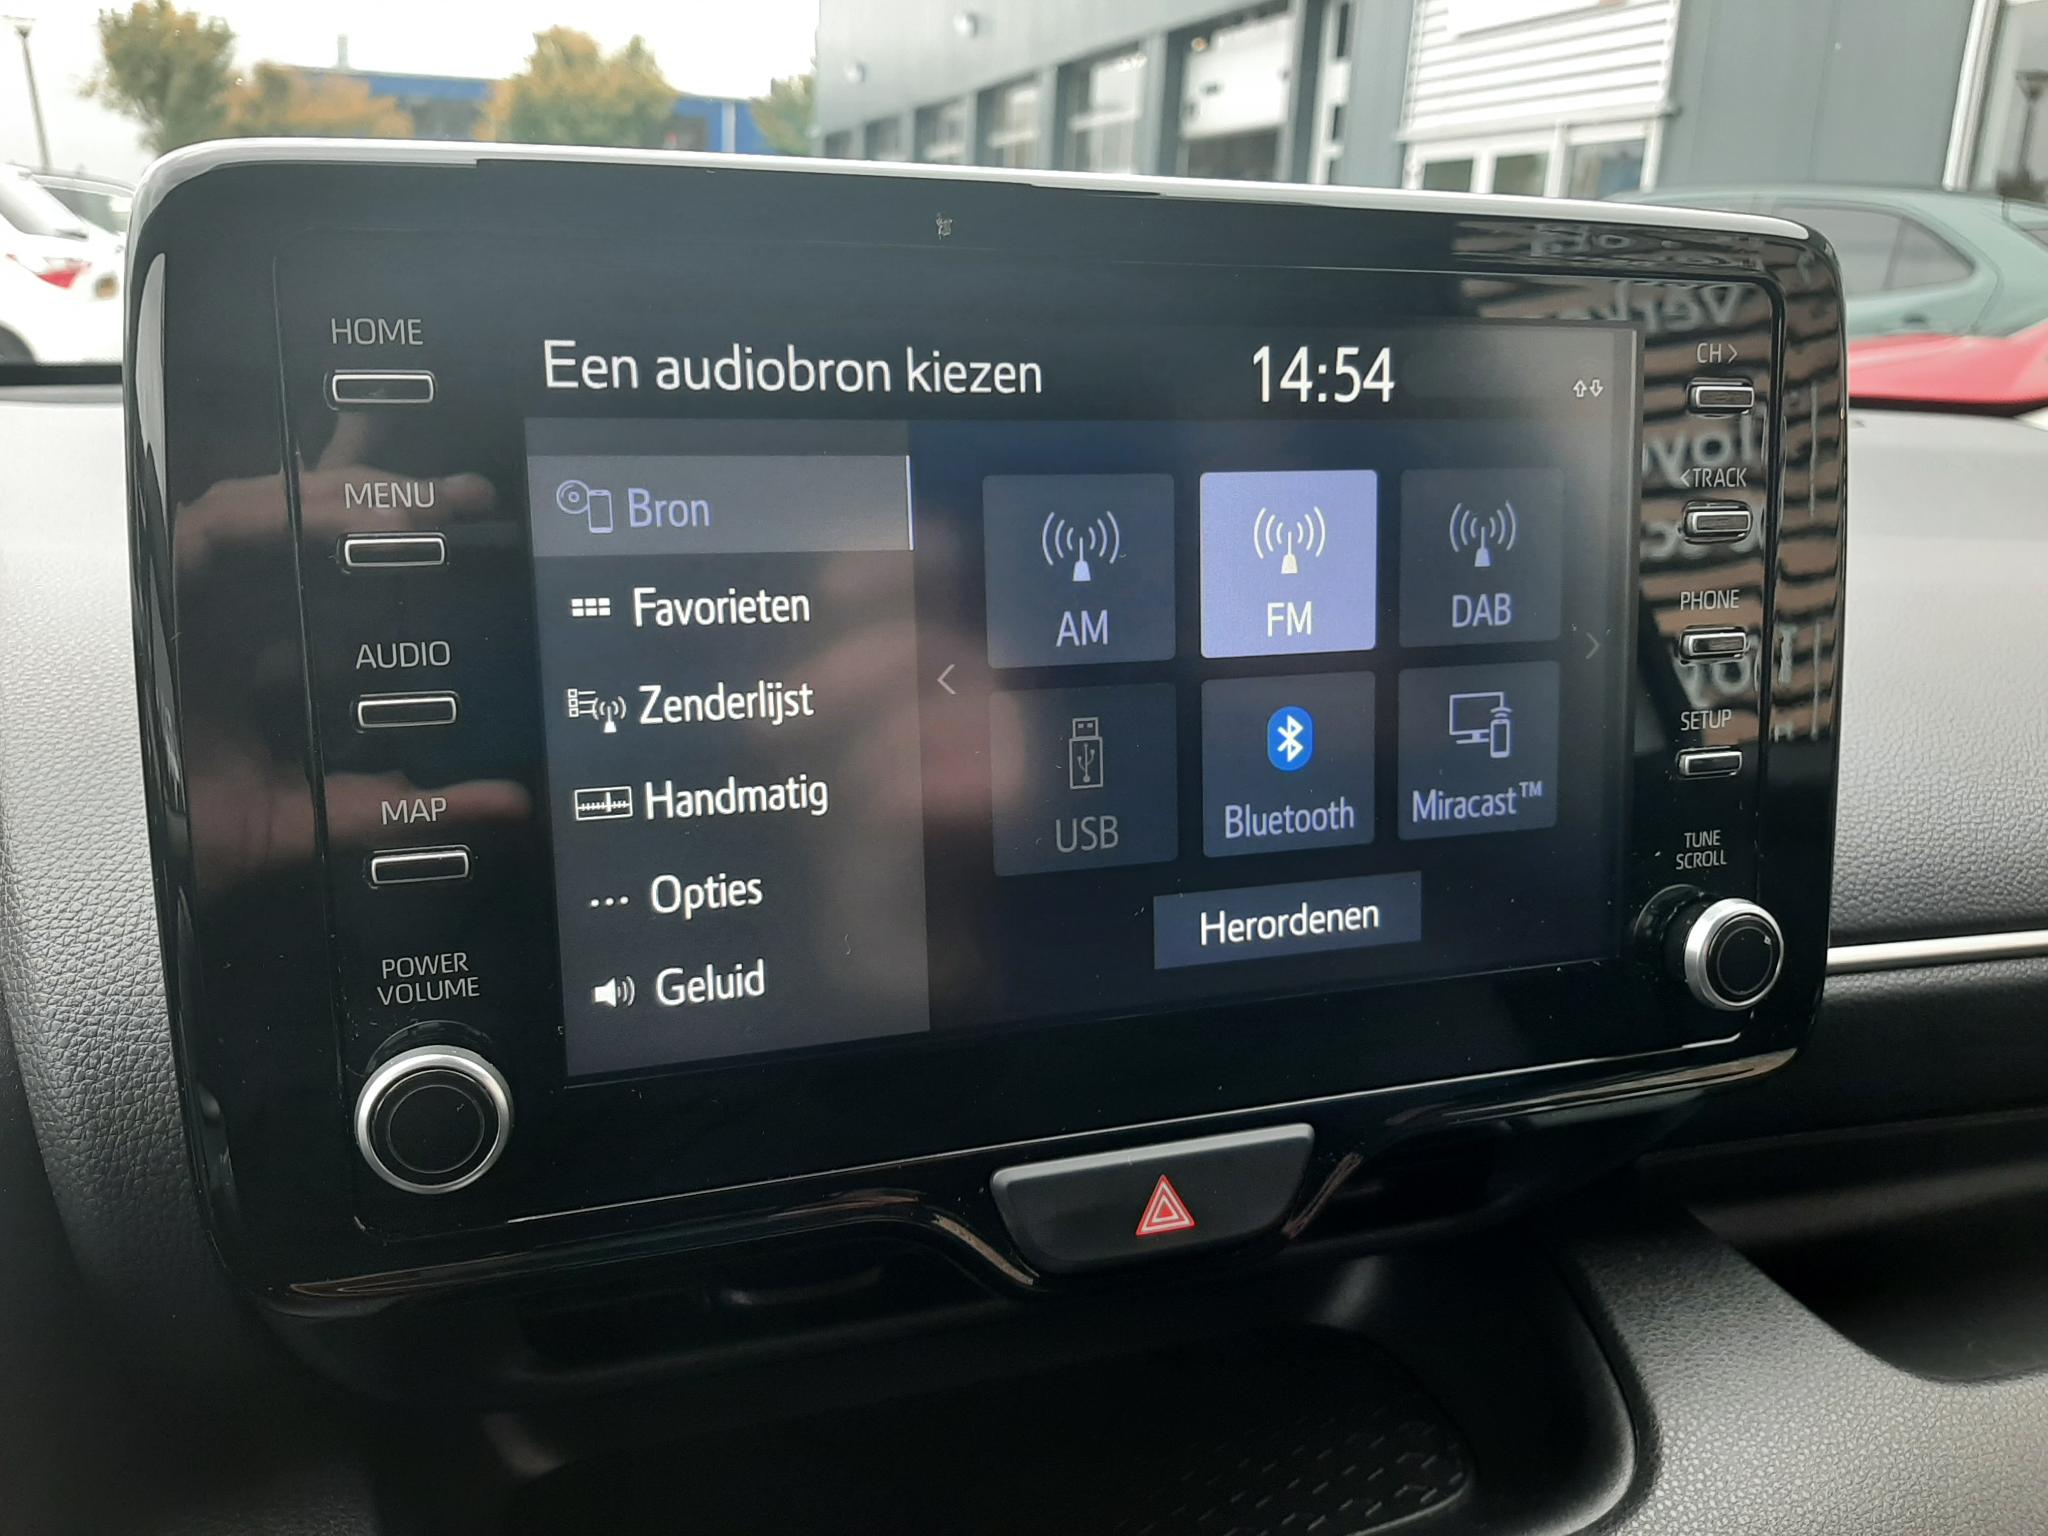 HOME
MENU
AUDIO
MAP
POWER
VOLUME
Een audiobron kiezen
14:54
Bron
Favorieten
Zenderlijst
Handmatig
Opties
Geluid
AM
FM
DAB
USB
Bluetooth
Miracast™
Herordenen
CH>
<TRACK
PHONE
SETUP
TUNE
SCROLL